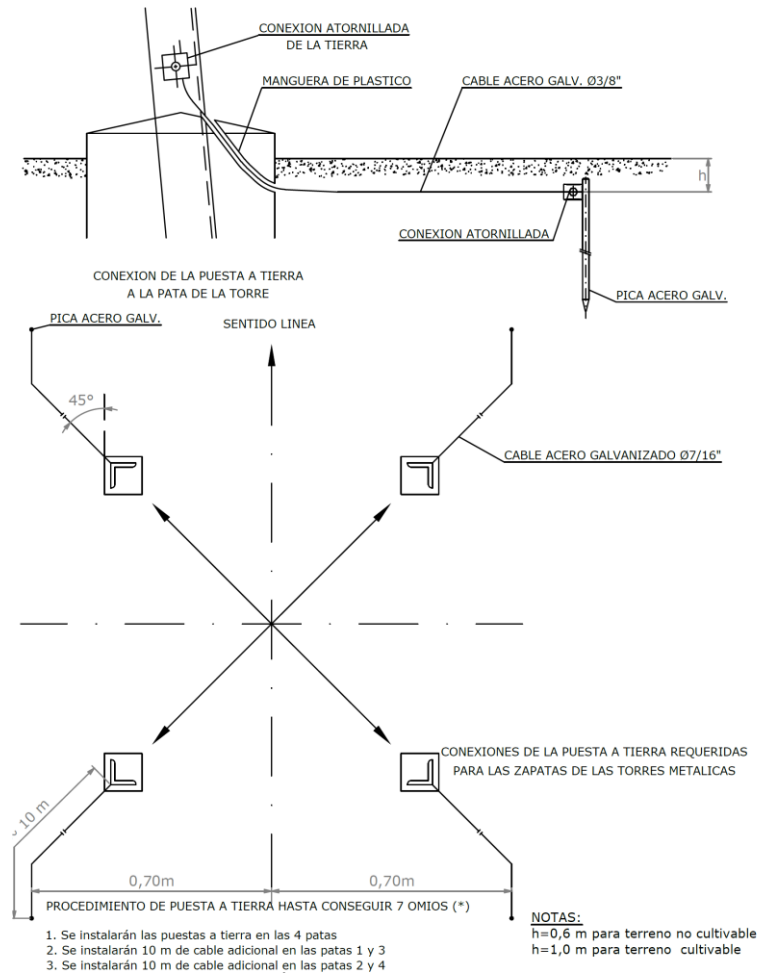 CONEXION ATORNILLADA
DE LA TIERRA
MANGUERA DE PLASTICO
CABLE ACERO GALV. Ø3/8"
h
CONEXION ATORNILLADA
CONEXION DE LA PUESTA A TIERRA
A LA PATA DE LA TORRE
PICA ACERO GALV.
PICA ACERO GALV.
SENTIDO LINEA
45°
CABLE ACERO GALVANIZADO Ø7/16"
CONEXIONES DE LA PUESTA A TIERRA REQUERIDAS
PARA LAS ZAPATAS DE LAS TORRES METALICAS
10 m
0,70m
0,70m
PROCEDIMIENTO DE PUESTA A TIERRA HASTA CONSEGUIR 7 OMIOS (*)
1. Se instalarán las puestas a tierra en las 4 patas
2. Se instalarán 10 m de cable adicional en las patas 1 y 3
3. Se instalarán 10 m de cable adicional en las patas 2 y 4
NOTAS:
h=0,6 m para terreno no cultivable
h=1,0 m para terreno cultivable